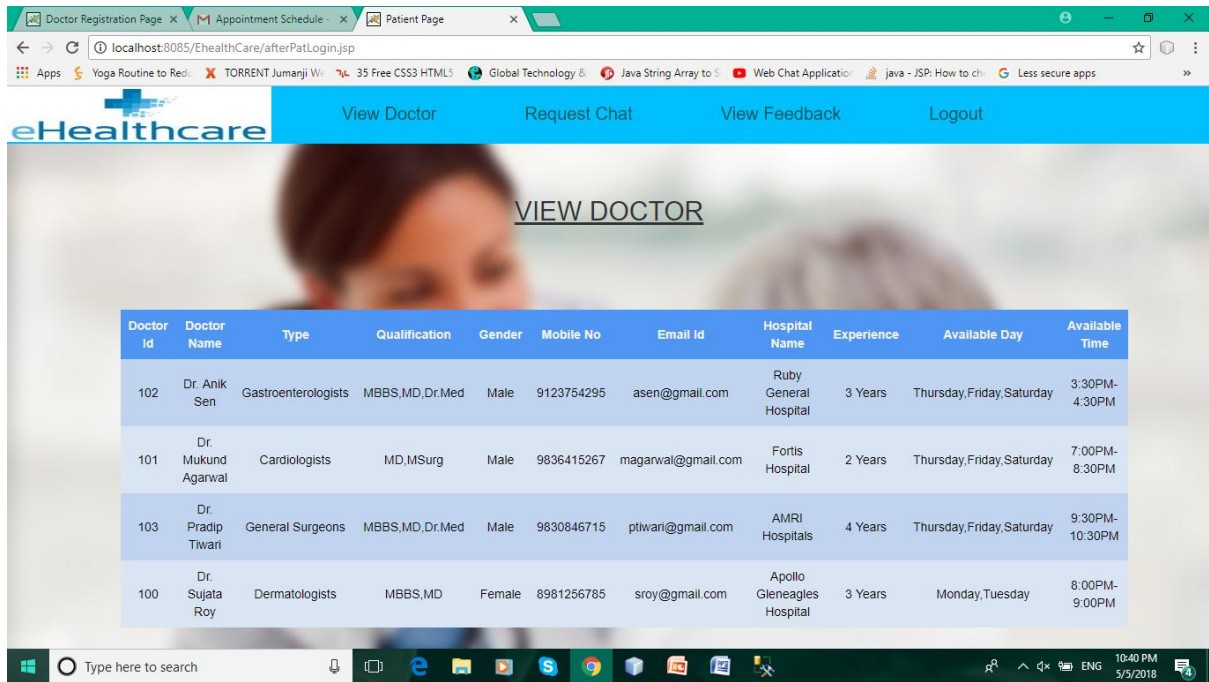 Doctor Registration Page
Appointment Schedule -
Patient Page
localhost:8085/EhealthCare/afterPatLogin.jsp
Apps Yoga Routine to Redu TORRENT Jumanji We 35 Free CSS3 HTML5 Global Technology & Java String Array to S Web Chat Application java - JSP: How to che Less secure apps »
eHealthcare
View Doctor Request Chat View Feedback Logout
VIEW DOCTOR
Doctor Id Doctor Name Type Qualification Gender Mobile No Email Id Hospital Name Experience Available Day Available Time
102 Dr. Anik Sen Gastroenterologists MBBS,MD,Dr.Med Male 9123754295 asen@gmail.com Ruby General Hospital 3 Years Thursday,Friday,Saturday 3:30PM-4:30PM
101 Dr. Mukund Agarwal Cardiologists MD,MSurg Male 9836415267 magarwal@gmail.com Fortis Hospital 2 Years Thursday,Friday,Saturday 7:00PM-8:30PM
103 Dr. Pradip Tiwari General Surgeons MBBS,MD,Dr.Med Male 9830846715 ptiwari@gmail.com AMRI Hospitals 4 Years Thursday,Friday,Saturday 9:30PM-10:30PM
100 Dr. Sujata Roy Dermatologists MBBS,MD Female 8981256785 sroy@gmail.com Apollo Gleneagles Hospital 3 Years Monday,Tuesday 8:00PM-9:00PM
Type here to search
ENG
10:40 PM
5/5/2018
4